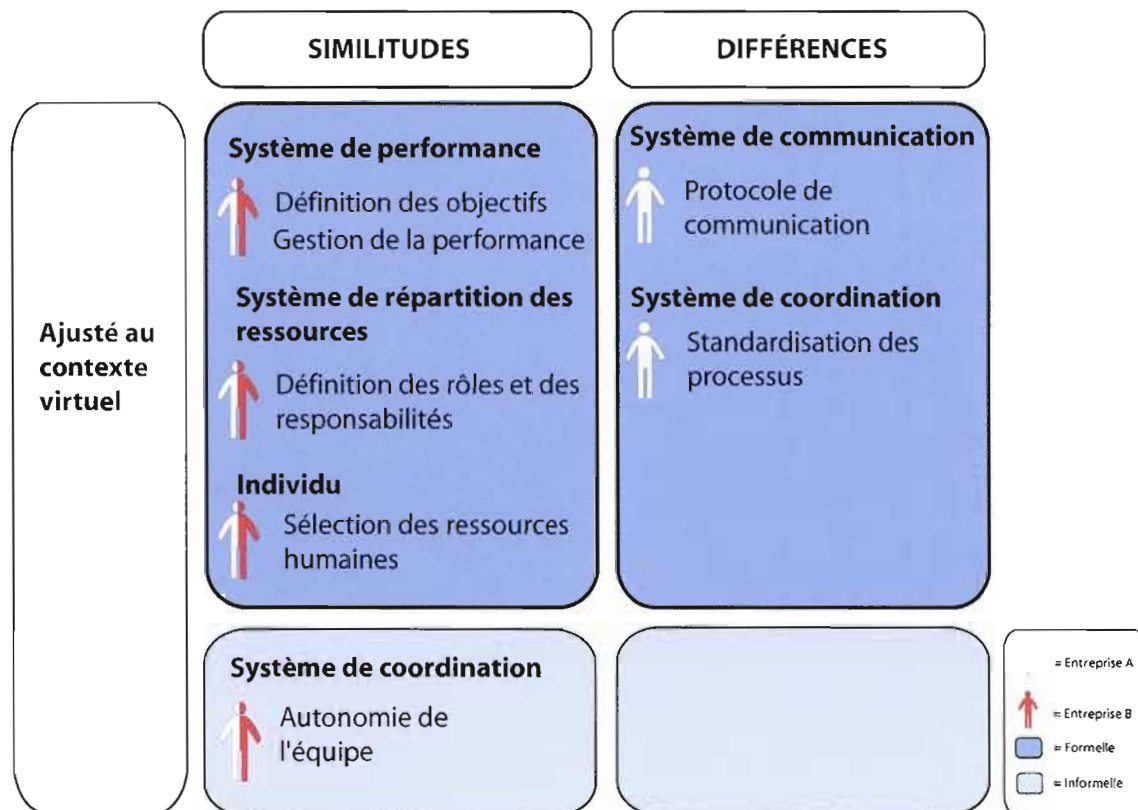 SIMILITUDES
DIFFÉRENCES
Ajusté au
contexte
virtuel
Système de performance
Définition des objectifs
Gestion de la performance
Système de répartition des
ressources
Définition des rôles et des
responsabilités
Individu
Sélection des ressources
humaines
Système de communication
Protocole de
communication
Système de coordination
Standardisation des
processus
Système de coordination
Autonomie de
l'équipe
= Entreprise A
= Entreprise B
= Formelle
= Informelle